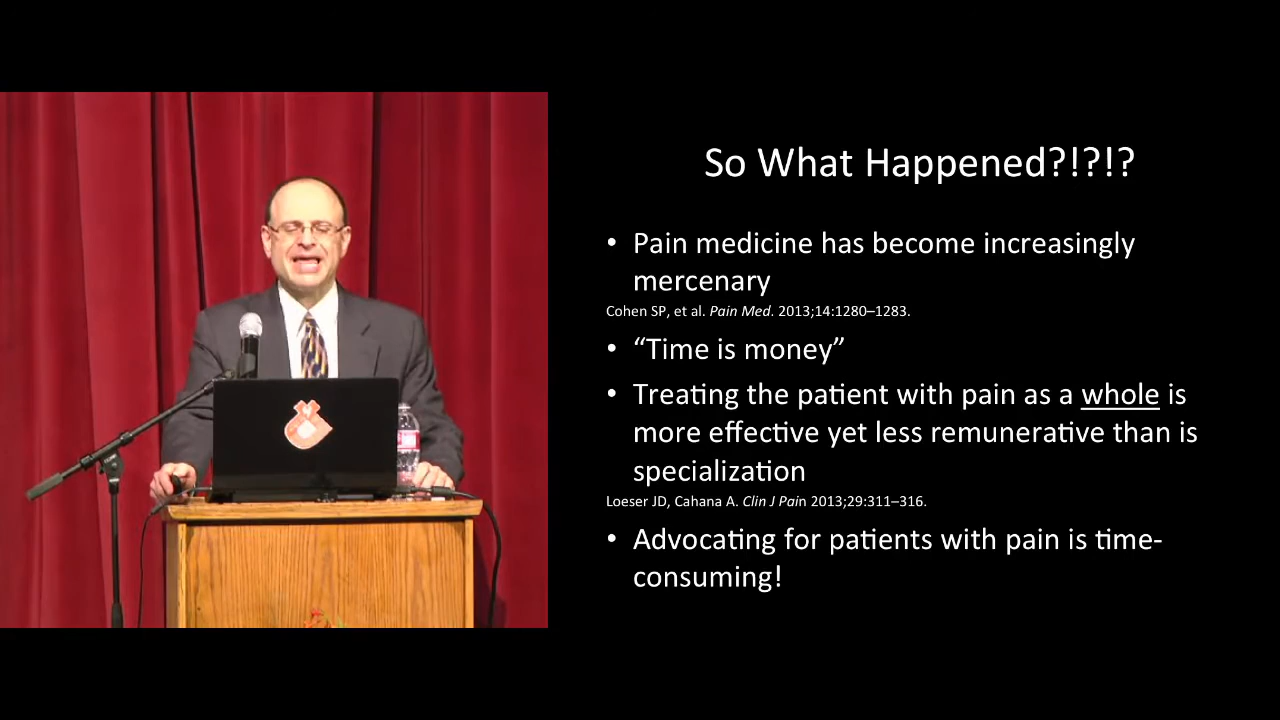 So What Happened?!?!?
• Pain medicine has become increasingly
mercenary
Cohen SP, et al. Pain Med. 2013;14:1280–1283.
• “Time is money”
• Treating the patient with pain as a whole is
more effective yet less remunerative than is
specialization
Loeser JD, Cahana A. Clin J Pain 2013;29:311–316.
• Advocating for patients with pain is time-
consuming!